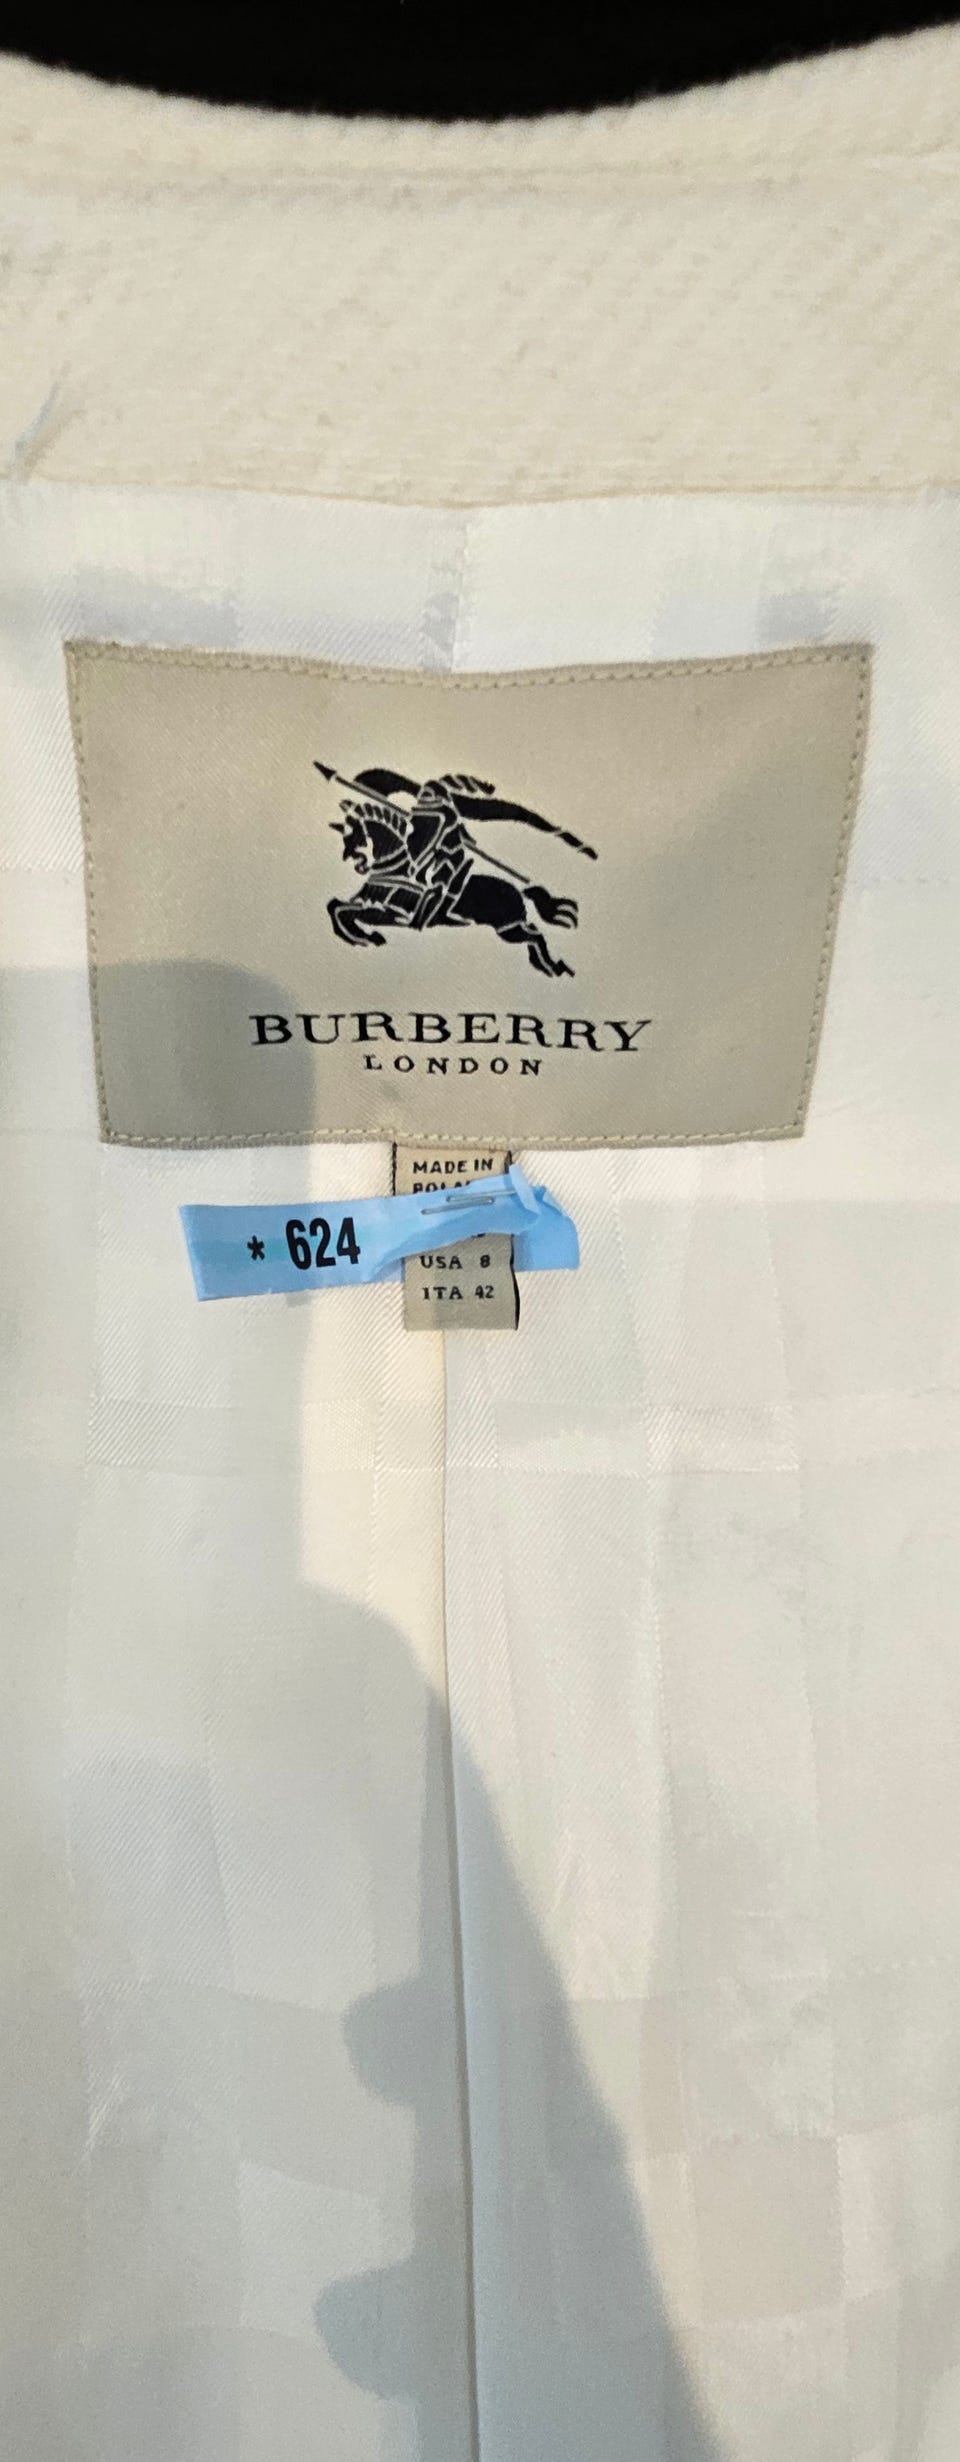 BURBERRY
LONDON
MADE IN
* 624
USA 8
ITA 42